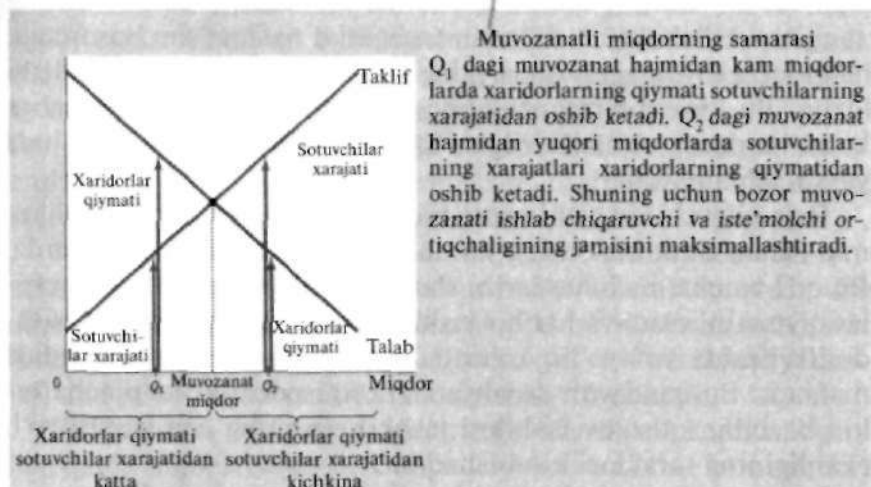 Muvozanatli miqdorning samarasi
Q₁ dagi muvozanat hajmidan kam miqdor-
larda xaridorlarning qiymati sotuvchilarning
xarajatidan oshib ketadi. Q₂ dagi muvozanat
hajmidan yuqori miqdorlarda sotuvchilar-
ning xarajatlari xaridorlarning qiymatidan
oshib ketadi. Shuning uchun bozor muvo-
zanati ishlab chiqaruvchi va iste'molchi or-
tiqchaligining jamisini maksimallashtiradi.
Taklif
Xaridorlar
qiymati
Sotuvchilar
xarajati
Sotuvchi-
lar xarajati
Xaridorlar
qiymati
Talab
0
Q₁
Muvozanat
miqdor
Q₂
Miqdor
Xaridorlar qiymati
sotuvchilar xarajatidan
katta
Xaridorlar qiymati
sotuvchilar xarajatidan
kichkina